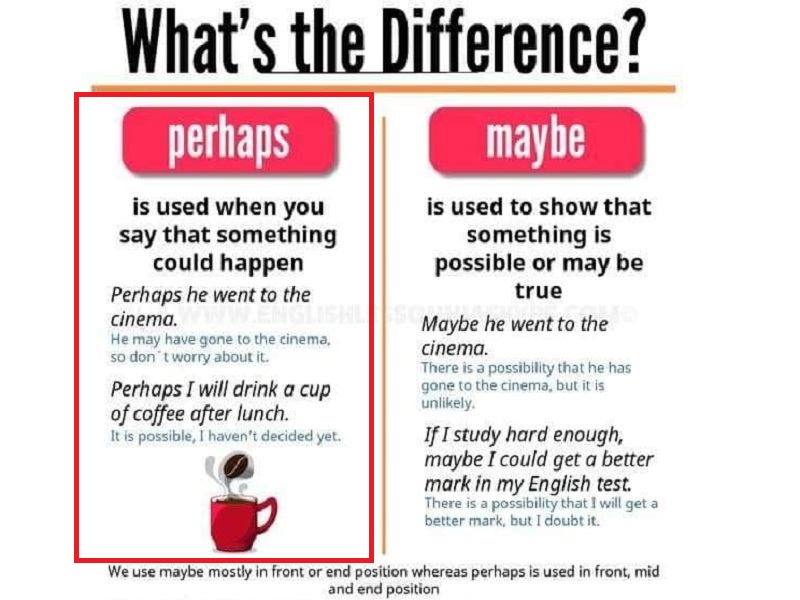 What's the Difference?
perhaps
is used when you
say that something
could happen
Perhaps he went to the
cinema.
He may have gone to the cinema,
so don´t worry about it.
Perhaps I will drink a cup
of coffee after lunch.
It is possible, I haven't decided yet.
maybe
is used to show that
something is
possible or may be
true
Maybe he went to the
cinema.
There is a possibility that he has
gone to the cinema, but it is
unlikely.
If I study hard enough,
maybe I could get a better
mark in my English test.
There is a possibility that I will get a
better mark, but I doubt it.
We use maybe mostly in front or end position whereas perhaps is used in front, mid
and end position